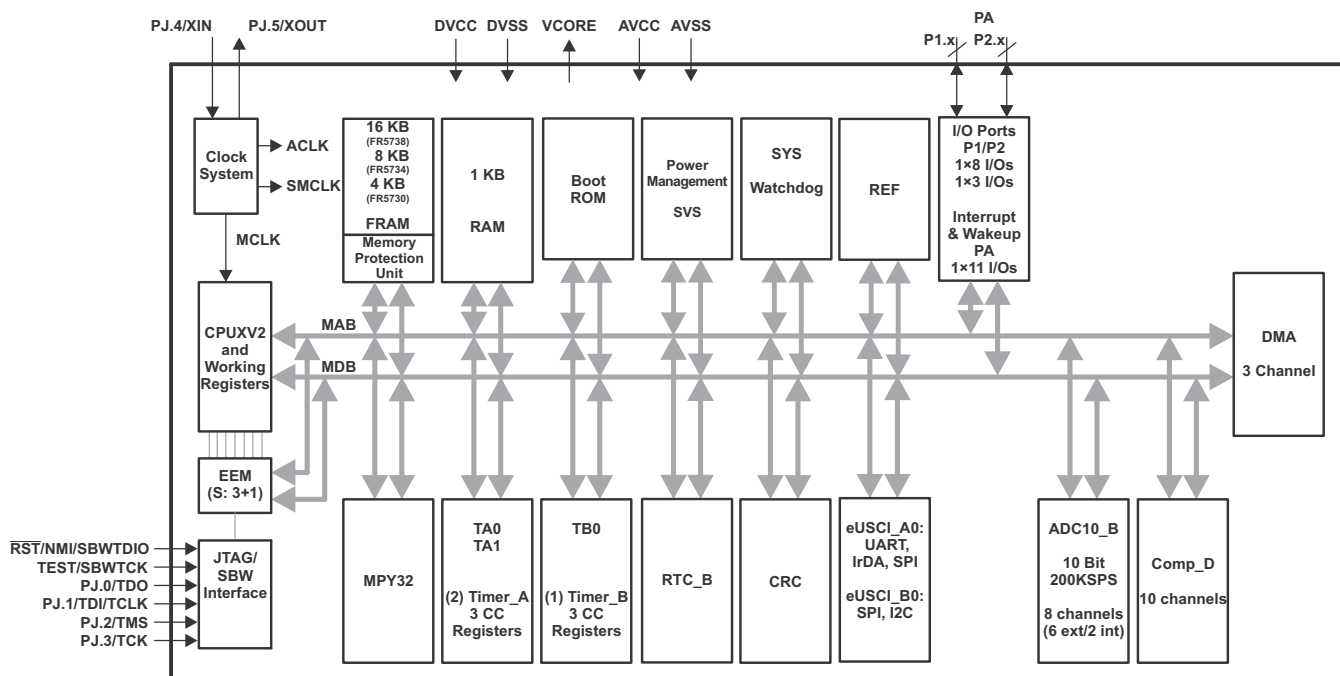 PJ.4/XIN
PJ.5/XOUT
DVCC
DVSS
VCORE
AVCC
AVSS
PA
P1.x
P2.x
Clock
System
ACLK
SMCLK
MCLK
16 KB
(FR5738)
8 KB
(FR5734)
4 KB
(FR5730)
FRAM
Memory
Protection
Unit
1 KB
RAM
Boot
ROM
Power
Management
SVS
SYS
Watchdog
REF
I/O Ports
P1/P2
1×8 I/Os
1×3 I/Os
Interrupt
& Wakeup
PA
1×11 I/Os
CPUXV2
and
Working
Registers
MAB
MDB
DMA
3 Channel
EEM
(S: 3+1)
RST/NMI/SBWTDIO
TEST/SBWTCK
PJ.0/TDO
PJ.1/TDI/TCLK
PJ.2/TMS
PJ.3/TCK
JTAG/
SBW
Interface
MPY32
TA0
TA1
(2) Timer_A
3 CC
Registers
TB0
(1) Timer_B
3 CC
Registers
RTC_B
CRC
eUSCI_A0:
UART,
IrDA, SPI
eUSCI_B0:
SPI, I2C
ADC10_B
10 Bit
200KSPS
8 channels
(6 ext/2 int)
Comp_D
10 channels